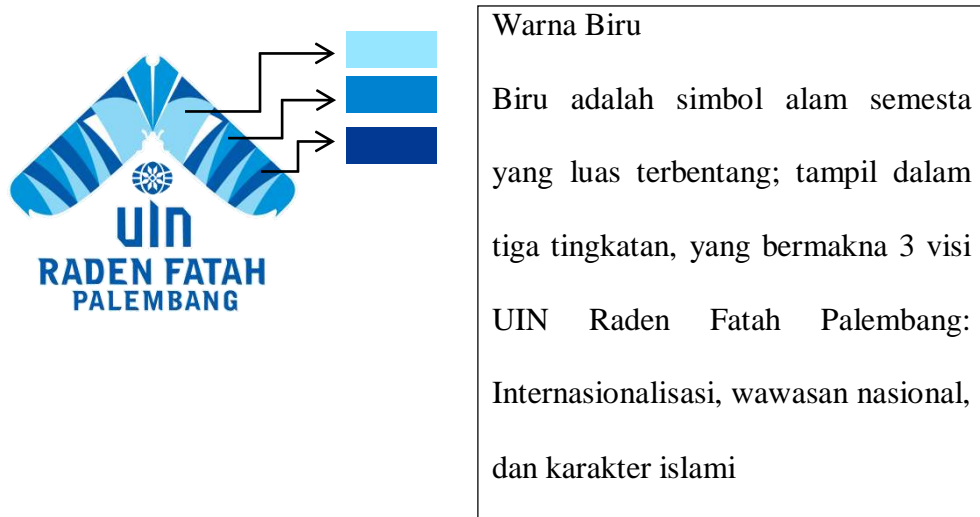 uin
RADEN FATAH
PALEMBANG
Warna Biru
Biru adalah simbol alam semesta
yang luas terbentang; tampil dalam
tiga tingkatan, yang bermakna 3 visi
UIN Raden Fatah Palembang:
Internasionalisasi, wawasan nasional,
dan karakter islami